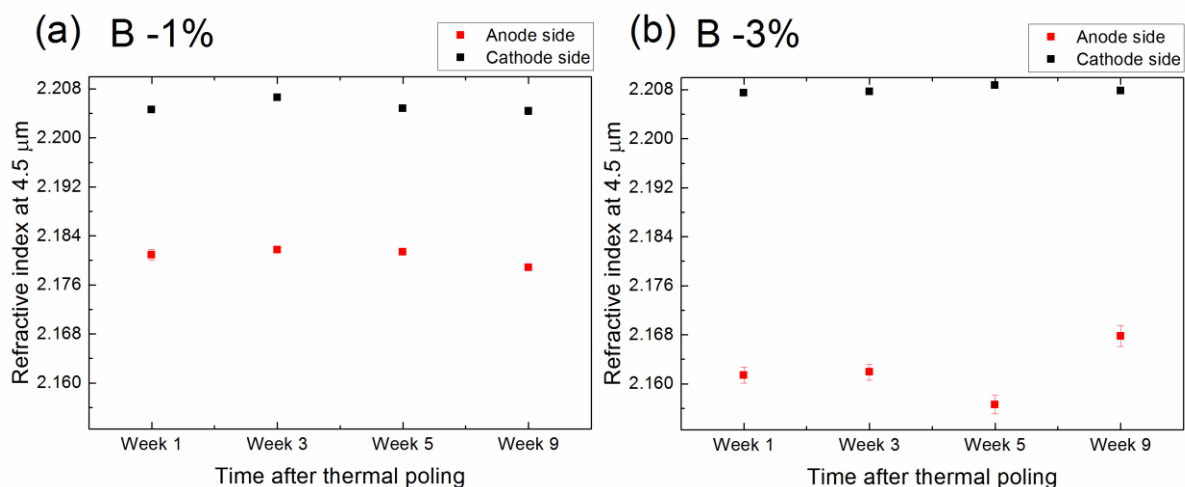 (a) B -1%
Anode side
Cathode side
Refractive index at 4.5 μm
2.208
2.200
2.192
2.184
2.176
2.168
2.160
Week 1 Week 3 Week 5 Week 9
Time after thermal poling
(b) B -3%
Anode side
Cathode side
Refractive index at 4.5 μm
2.208
2.200
2.192
2.184
2.176
2.168
2.160
Week 1 Week 3 Week 5 Week 9
Time after thermal poling